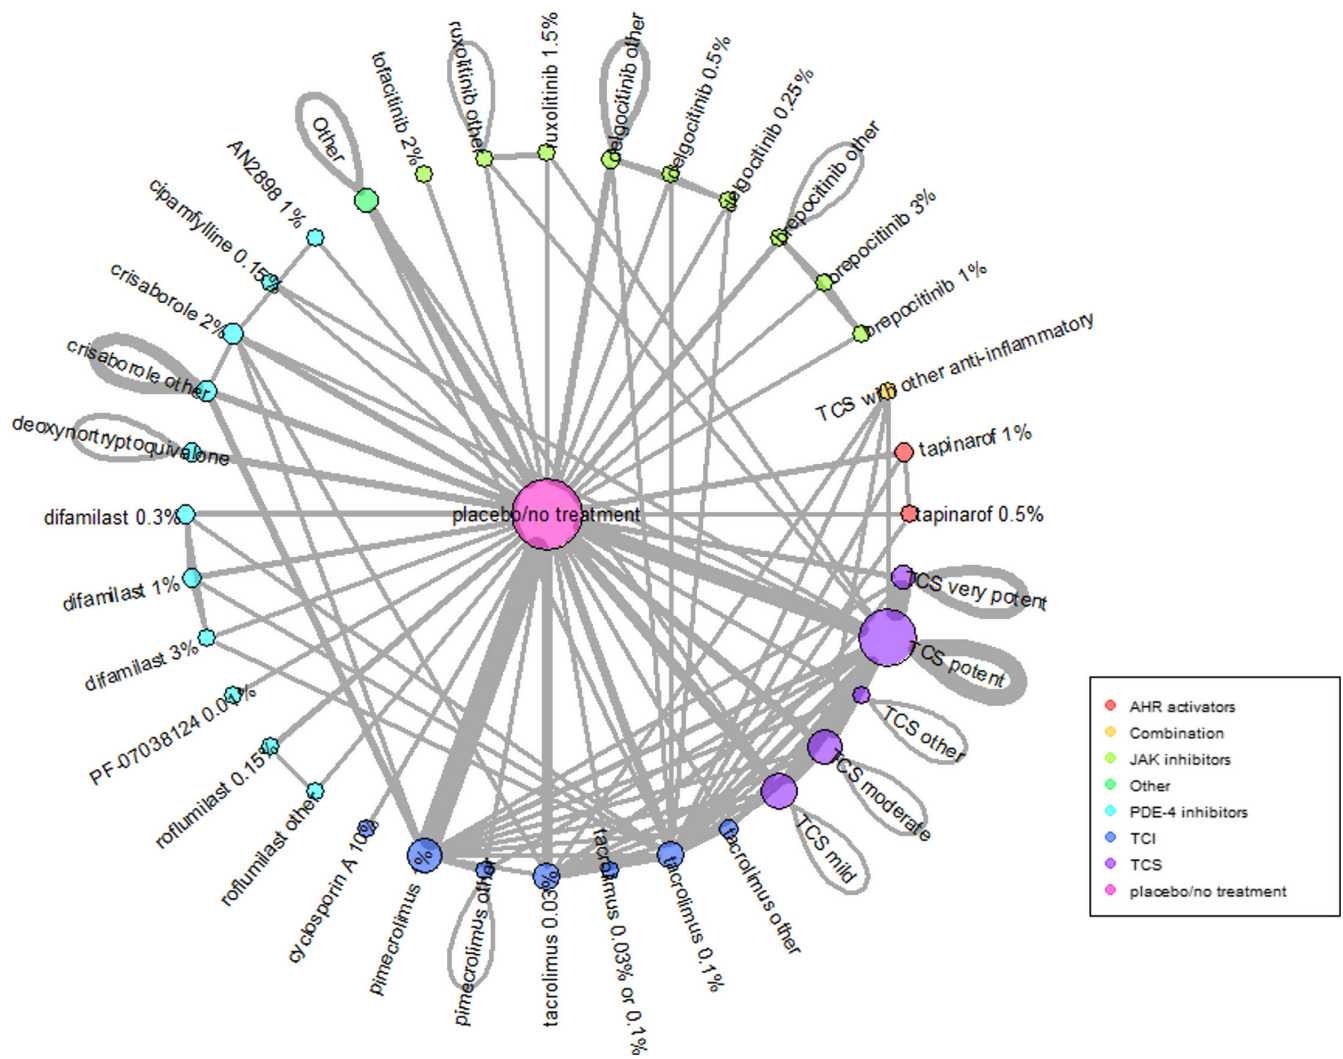 ruxolitinib other
ruxolitinib 1.5%
delgocitinib other
delgocitinib 0.5%
delgocitinib 0.25%
brepocitinib other
brepocitinib 3%
brepocitinib 1%
TCS with other anti-inflammatory
tapinarof 1%
tapinarof 0.5%
TCS very potent
TCS potent
TCS other
TCS moderate
TCS mild
tacrolimus other
tacrolimus 0.1%
tacrolimus 0.03% or 0.1%
tacrolimus 0.03%
pimecrolimus other
pimecrolimus 1%
cyclosporin A 10%
roflumilast other
roflumilast 0.15%
PF-07038124 0.01%
difamilast 3%
difamilast 1%
difamilast 0.3%
deoxynortryptoquivalone
crisaborole other
crisaborole 2%
cipamfylline 0.15%
AN2898 1%
Other
tofacitinib 2%
placebo/no treatment
AHR activators
Combination
JAK inhibitors
Other
PDE-4 inhibitors
TCI
TCS
placebo/no treatment